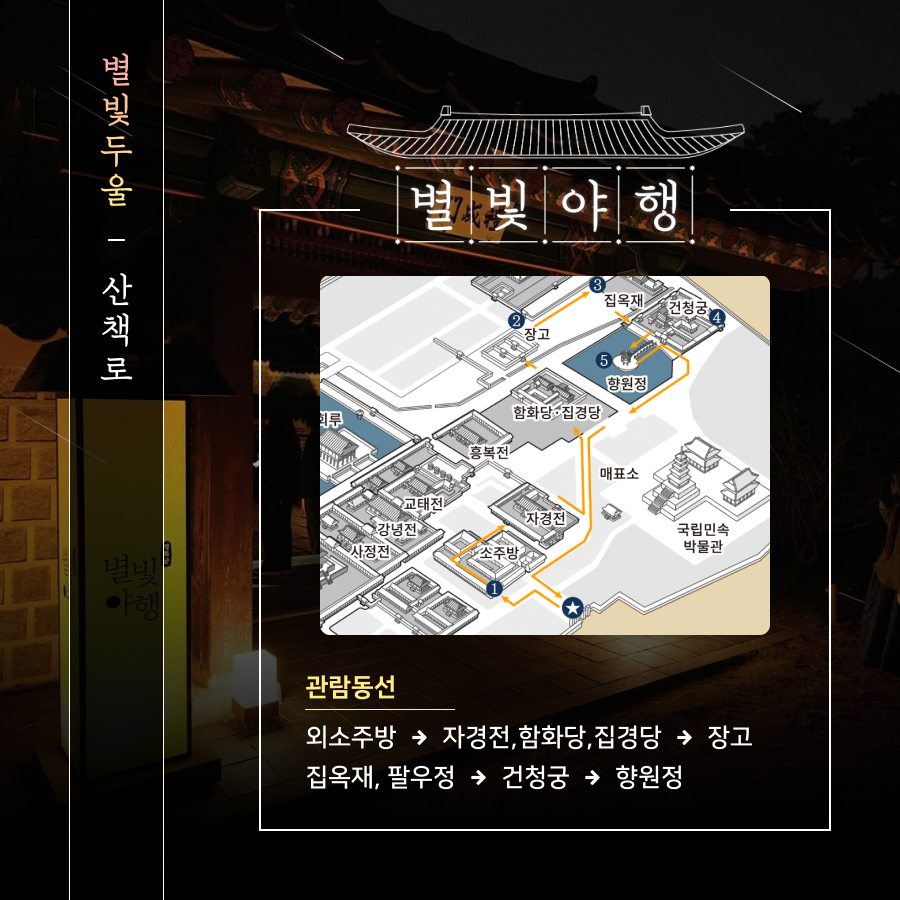 별빛두울 – 산책로
별빛야행
3
집옥재
건청궁
2
4
장고
5
향원정
함화당·집경당
회루
흥복전
매표소
교태전
자경전
강녕전
국립민속
박물관
사정전
소주방
1
별빛
야행
관람동선
외소주방 → 자경전,함화당,집경당 → 장고
집옥재, 팔우정 → 건청궁 → 향원정